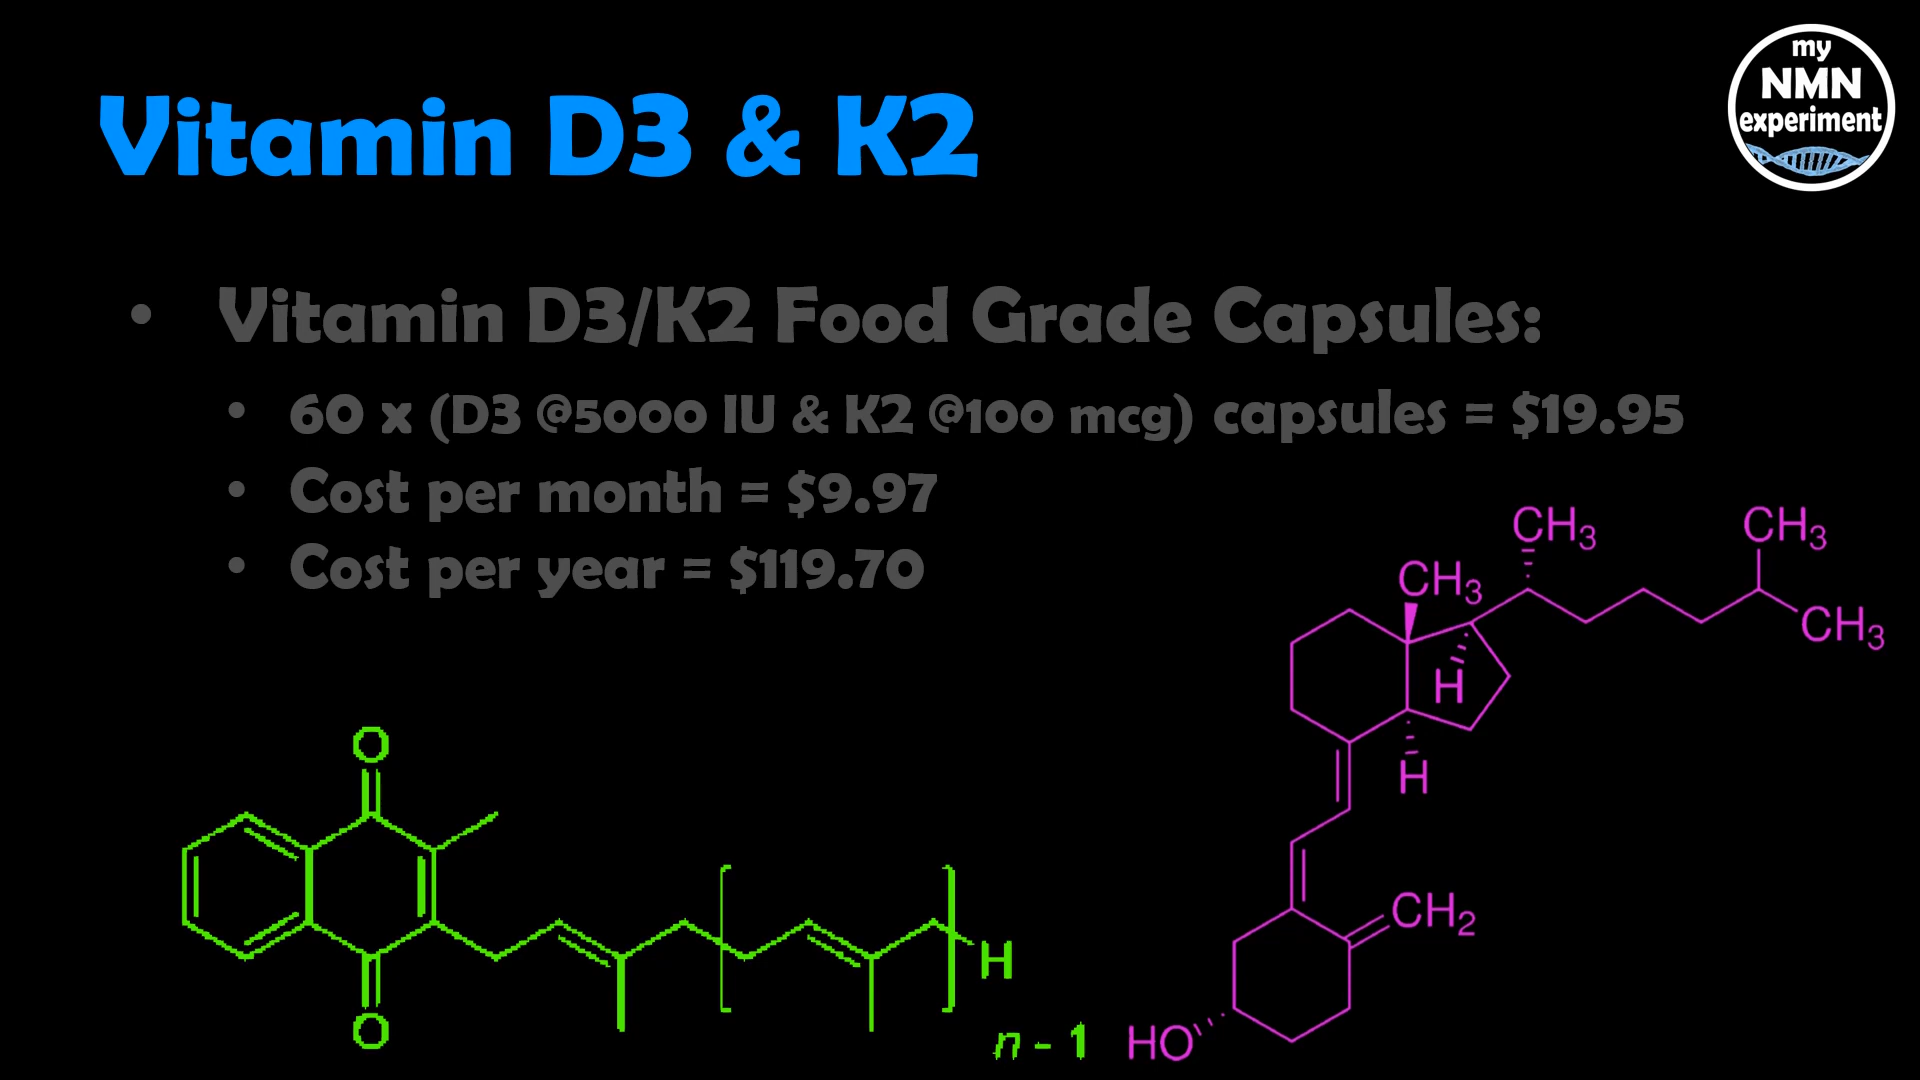 Vitamin D3 & K2
my
NMN
experiment
• Vitamin D3/K2 Food Grade Capsules:
• 60 x (D3 @5000 IU & K2 @100 mcg) capsules = $19.95
• Cost per month = $9.97
• Cost per year = $119.70
CH3
CH3
CH3
CH3
H
H
O
CH2
H
O
n - 1
HO